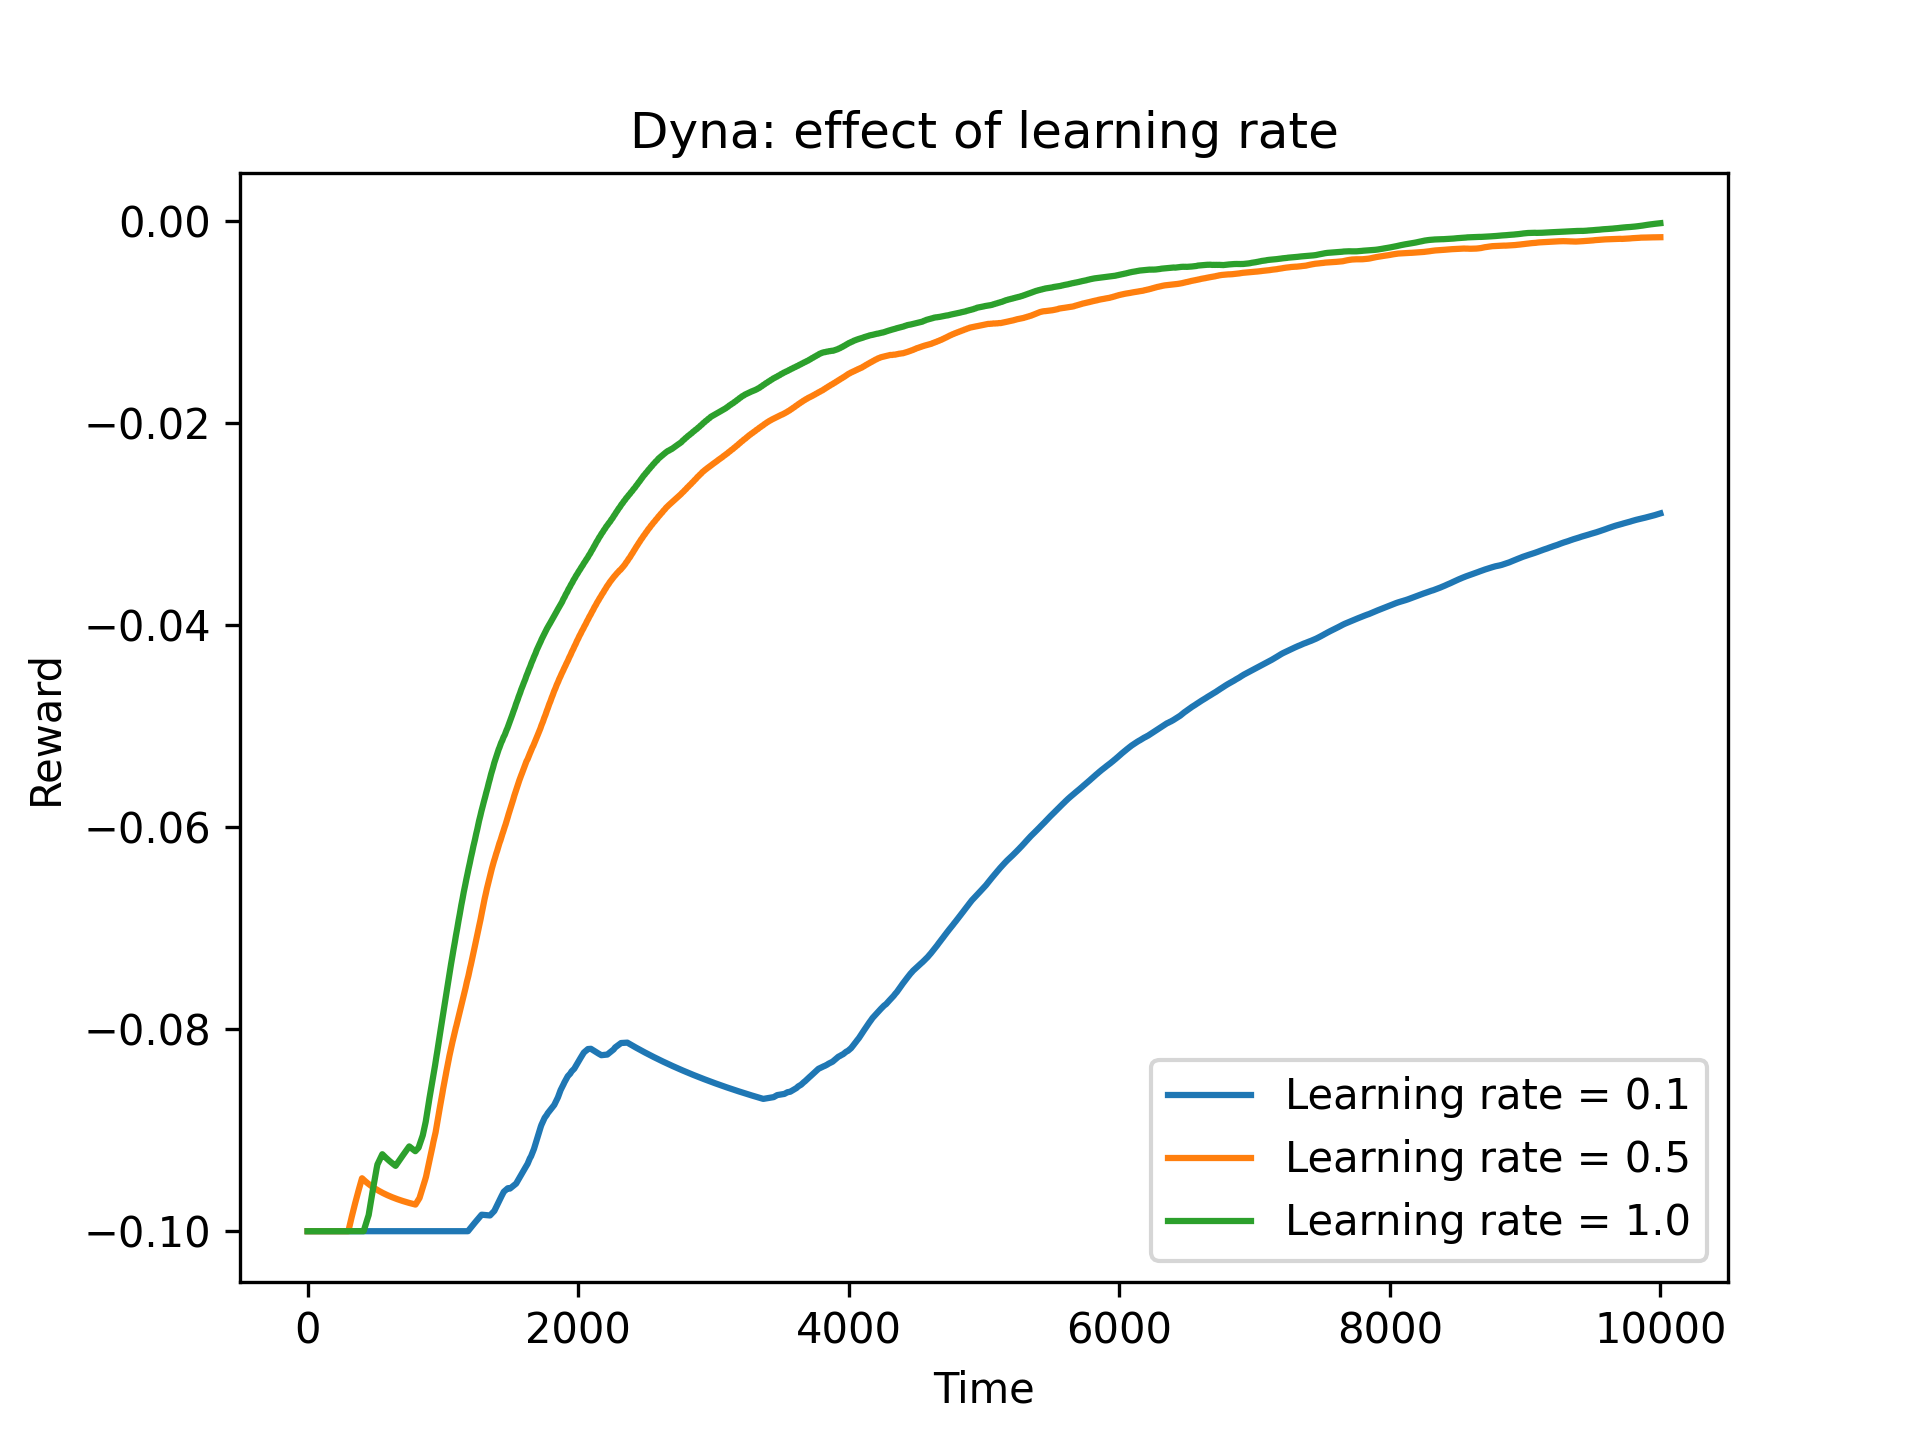 Dyna: effect of learning rate
0.00
−0.02
−0.04
−0.06
−0.08
−0.10
Reward
Learning rate = 0.1
Learning rate = 0.5
Learning rate = 1.0
0 2000 4000 6000 8000 10000
Time